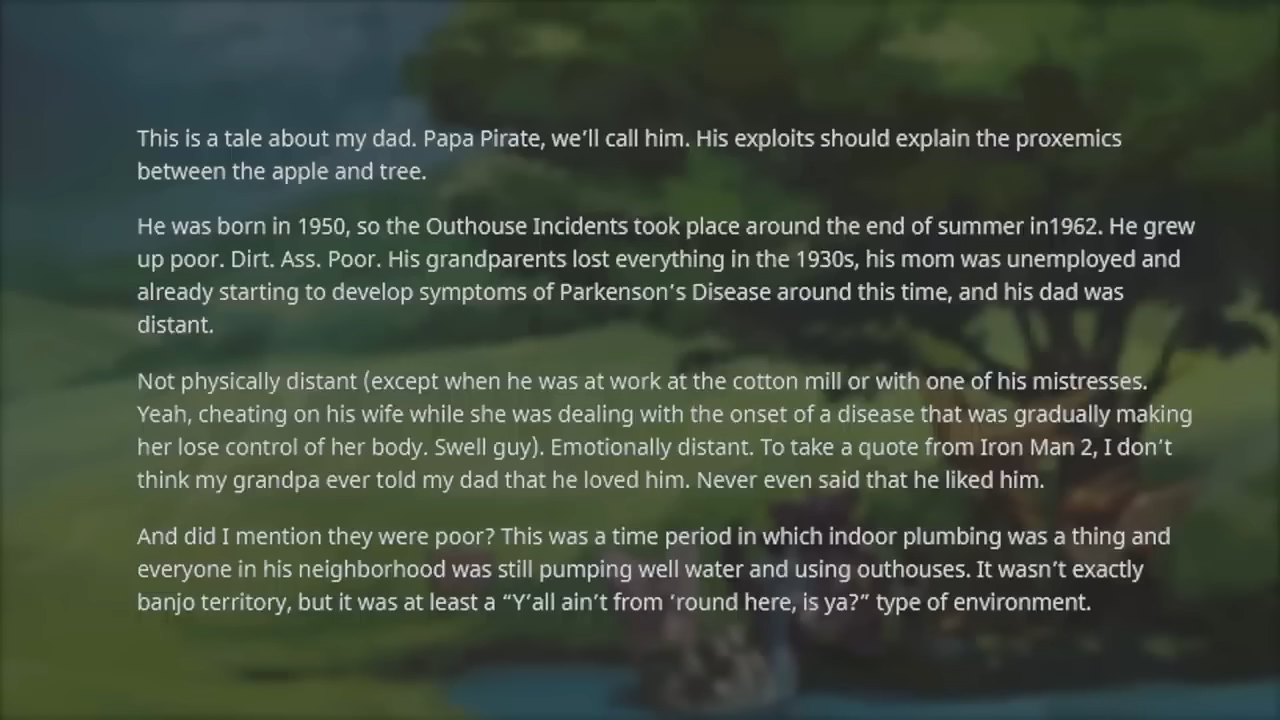 This is a tale about my dad. Papa Pirate, we’ll call him. His exploits should explain the proxemics
between the apple and tree.
He was born in 1950, so the Outhouse Incidents took place around the end of summer in1962. He grew
up poor. Dirt. Ass. Poor. His grandparents lost everything in the 1930s, his mom was unemployed and
already starting to develop symptoms of Parkenson’s Disease around this time, and his dad was
distant.
Not physically distant (except when he was at work at the cotton mill or with one of his mistresses.
Yeah, cheating on his wife while she was dealing with the onset of a disease that was gradually making
her lose control of her body. Swell guy). Emotionally distant. To take a quote from Iron Man 2, I don’t
think my grandpa ever told my dad that he loved him. Never even said that he liked him.
And did I mention they were poor? This was a time period in which indoor plumbing was a thing and
everyone in his neighborhood was still pumping well water and using outhouses. It wasn’t exactly
banjo territory, but it was at least a “Y’all ain’t from ’round here, is ya?” type of environment.